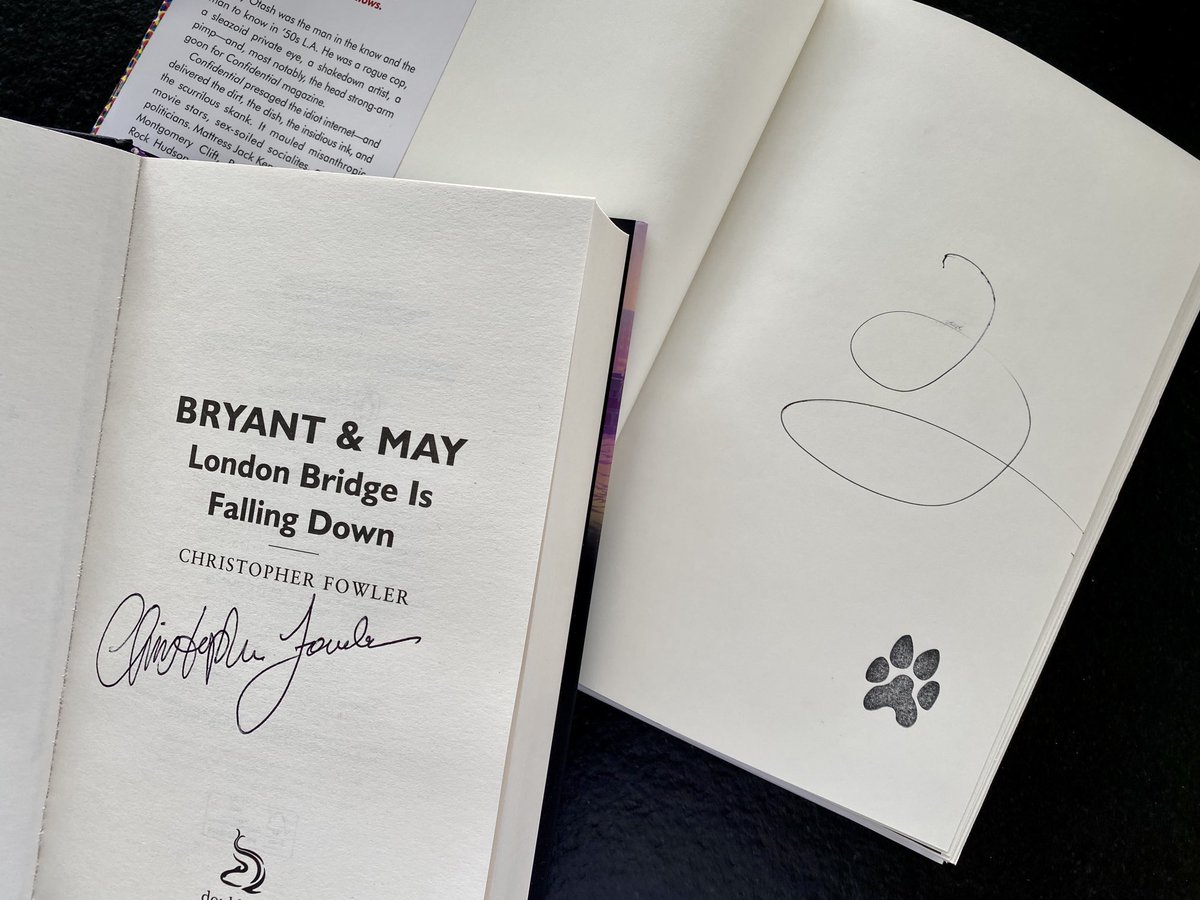 Otash was the man in the know and the
man to know in '50s L.A. He was a rogue cop,
a sleazoid private eye, a shakedown artist, a
pimp—and, most notably, the head strong-arm
goon for Confidential magazine.
Confidential presaged the idiot internet—and
delivered the dirt, the dish, the insidious ink, and
the scurrilous skank. It mauled misanthropic
movie stars, sex-soiled socialites,
politicians. Mattress Jack
Montgomery Clift,
Rock Hudson
BRYANT & MAY
London Bridge Is
Falling Down
CHRISTOPHER FOWLER
Christopher Fowler